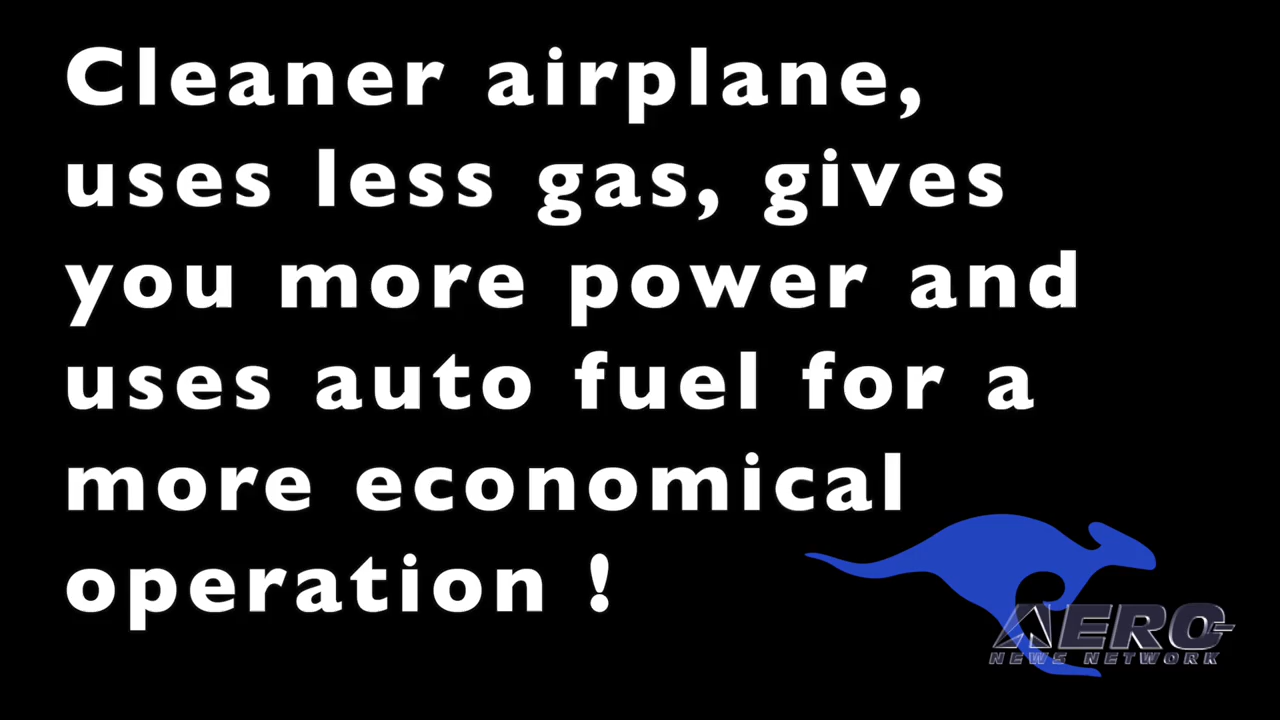 Cleaner airplane,
uses less gas, gives
you more power and
uses auto fuel for a
more economical
operation !
AERO
NEWS NETWORK